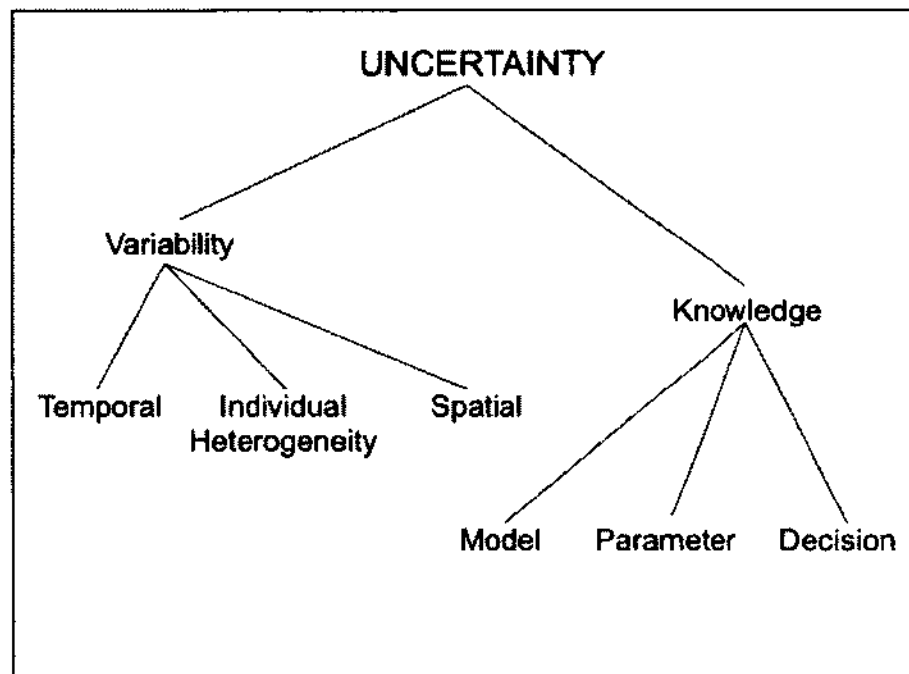 UNCERTAINTY
Variability
Knowledge
Temporal
Individual
Heterogeneity
Spatial
Model
Parameter
Decision